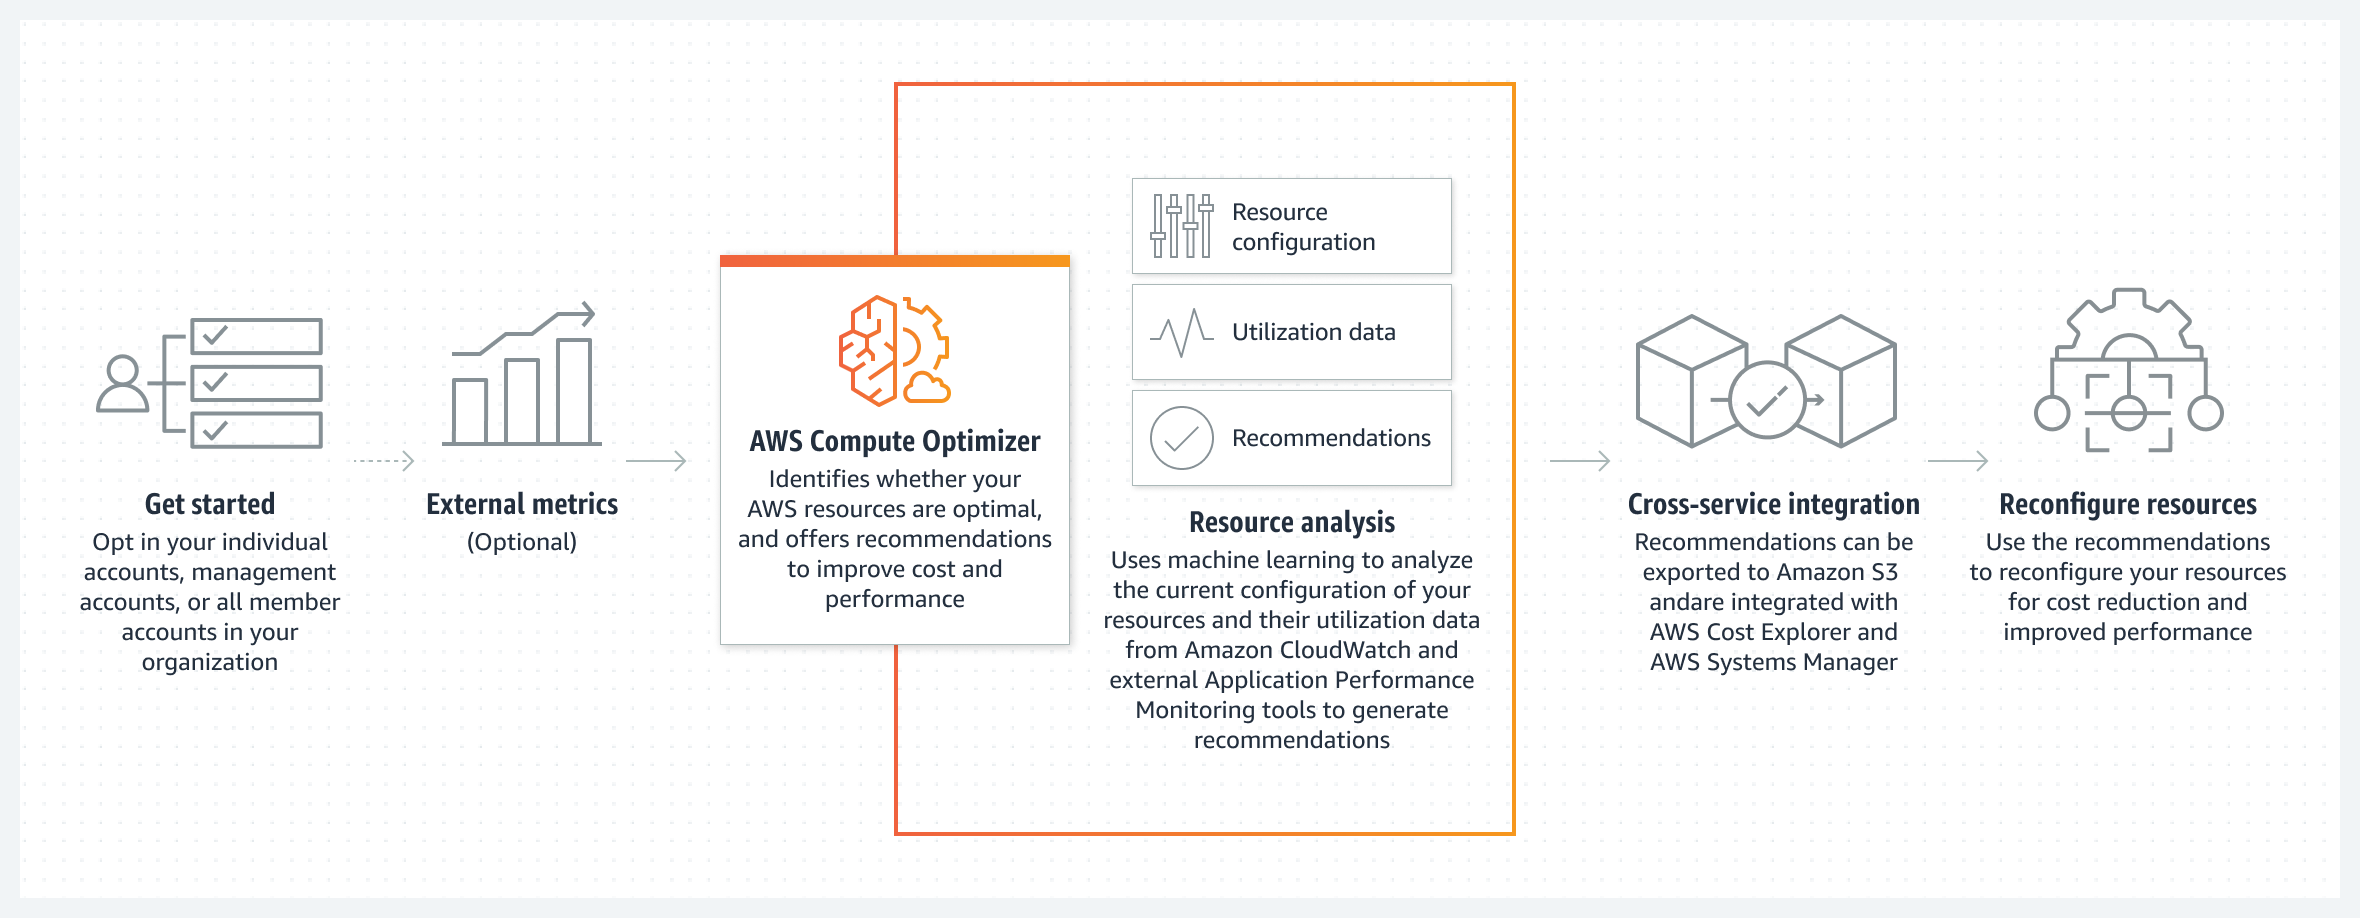 Get started
Opt in your individual
accounts, management
accounts, or all member
accounts in your
organization
External metrics
(Optional)
AWS Compute Optimizer
Identifies whether your
AWS resources are optimal,
and offers recommendations
to improve cost and
performance
Resource
configuration
Utilization data
Recommendations
Resource analysis
Uses machine learning to analyze
the current configuration of your
resources and their utilization data
from Amazon CloudWatch and
external Application Performance
Monitoring tools to generate
recommendations
Cross-service integration
Recommendations can be
exported to Amazon S3
andare integrated with
AWS Cost Explorer and
AWS Systems Manager
Reconfigure resources
Use the recommendations
to reconfigure your resources
for cost reduction and
improved performance